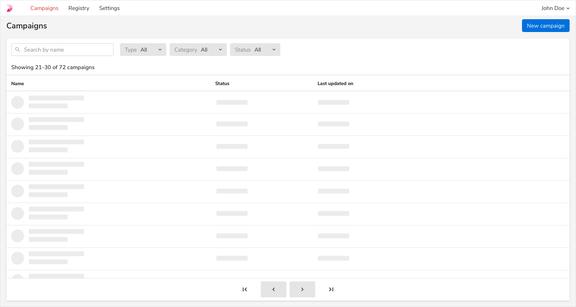 Campaigns Registry Settings John Doe
Campaigns New campaign
Search by name Type All Category All Status All
Showing 21-30 of 72 campaigns
Name Status Last updated on